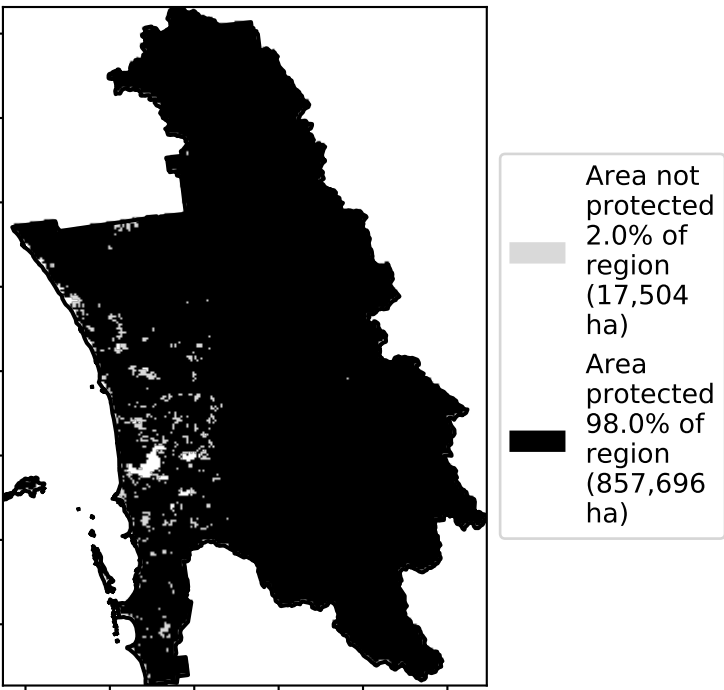 Area not
protected
2.0% of
region
(17,504
ha)
Area
protected
98.0% of
region
(857,696
ha)